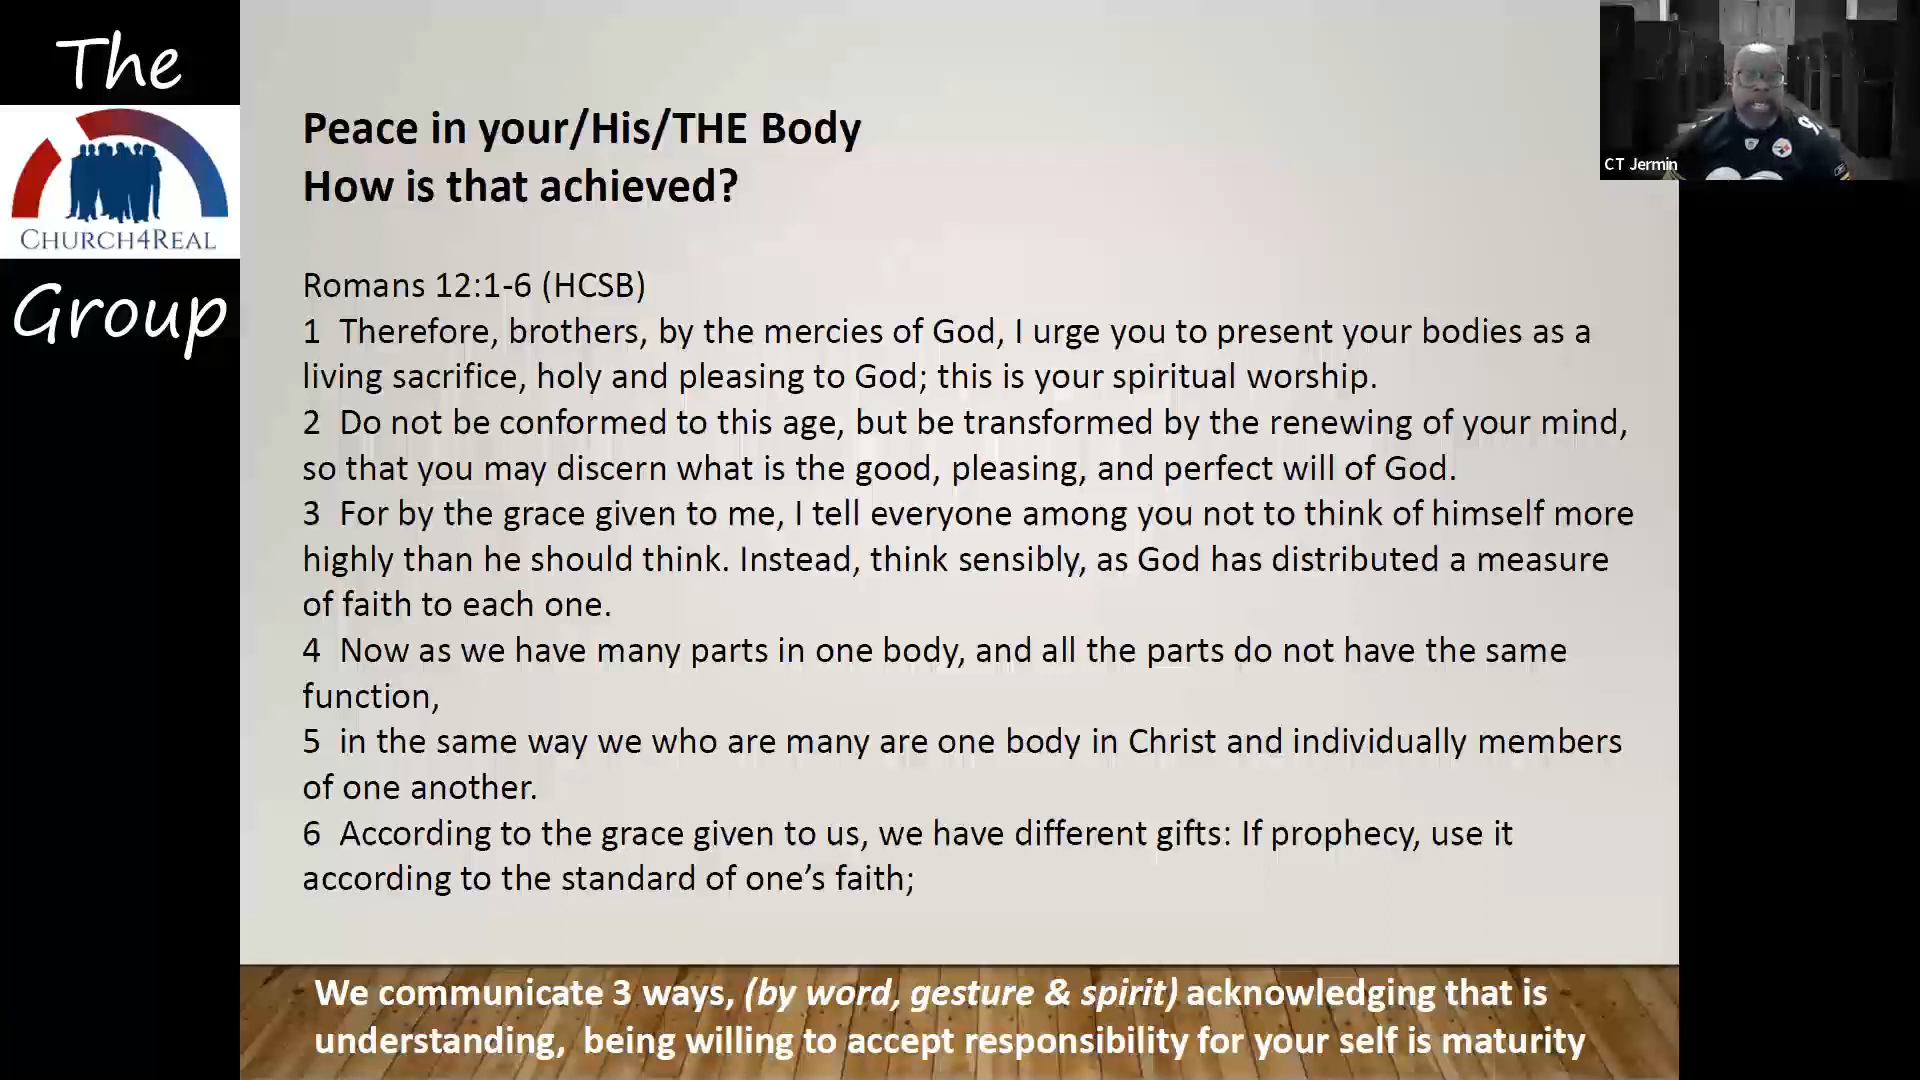 The
CHURCH4REAL
Group
Peace in your/His/THE Body
How is that achieved?
Romans 12:1-6 (HCSB)
1 Therefore, brothers, by the mercies of God, I urge you to present your bodies as a
living sacrifice, holy and pleasing to God; this is your spiritual worship.
2 Do not be conformed to this age, but be transformed by the renewing of your mind,
so that you may discern what is the good, pleasing, and perfect will of God.
3 For by the grace given to me, I tell everyone among you not to think of himself more
highly than he should think. Instead, think sensibly, as God has distributed a measure
of faith to each one.
4 Now as we have many parts in one body, and all the parts do not have the same
function,
5 in the same way we who are many are one body in Christ and individually members
of one another.
6 According to the grace given to us, we have different gifts: If prophecy, use it
according to the standard of one’s faith;
We communicate 3 ways, (by word, gesture & spirit) acknowledging that is
understanding, being willing to accept responsibility for your self is maturity
CT Jermin